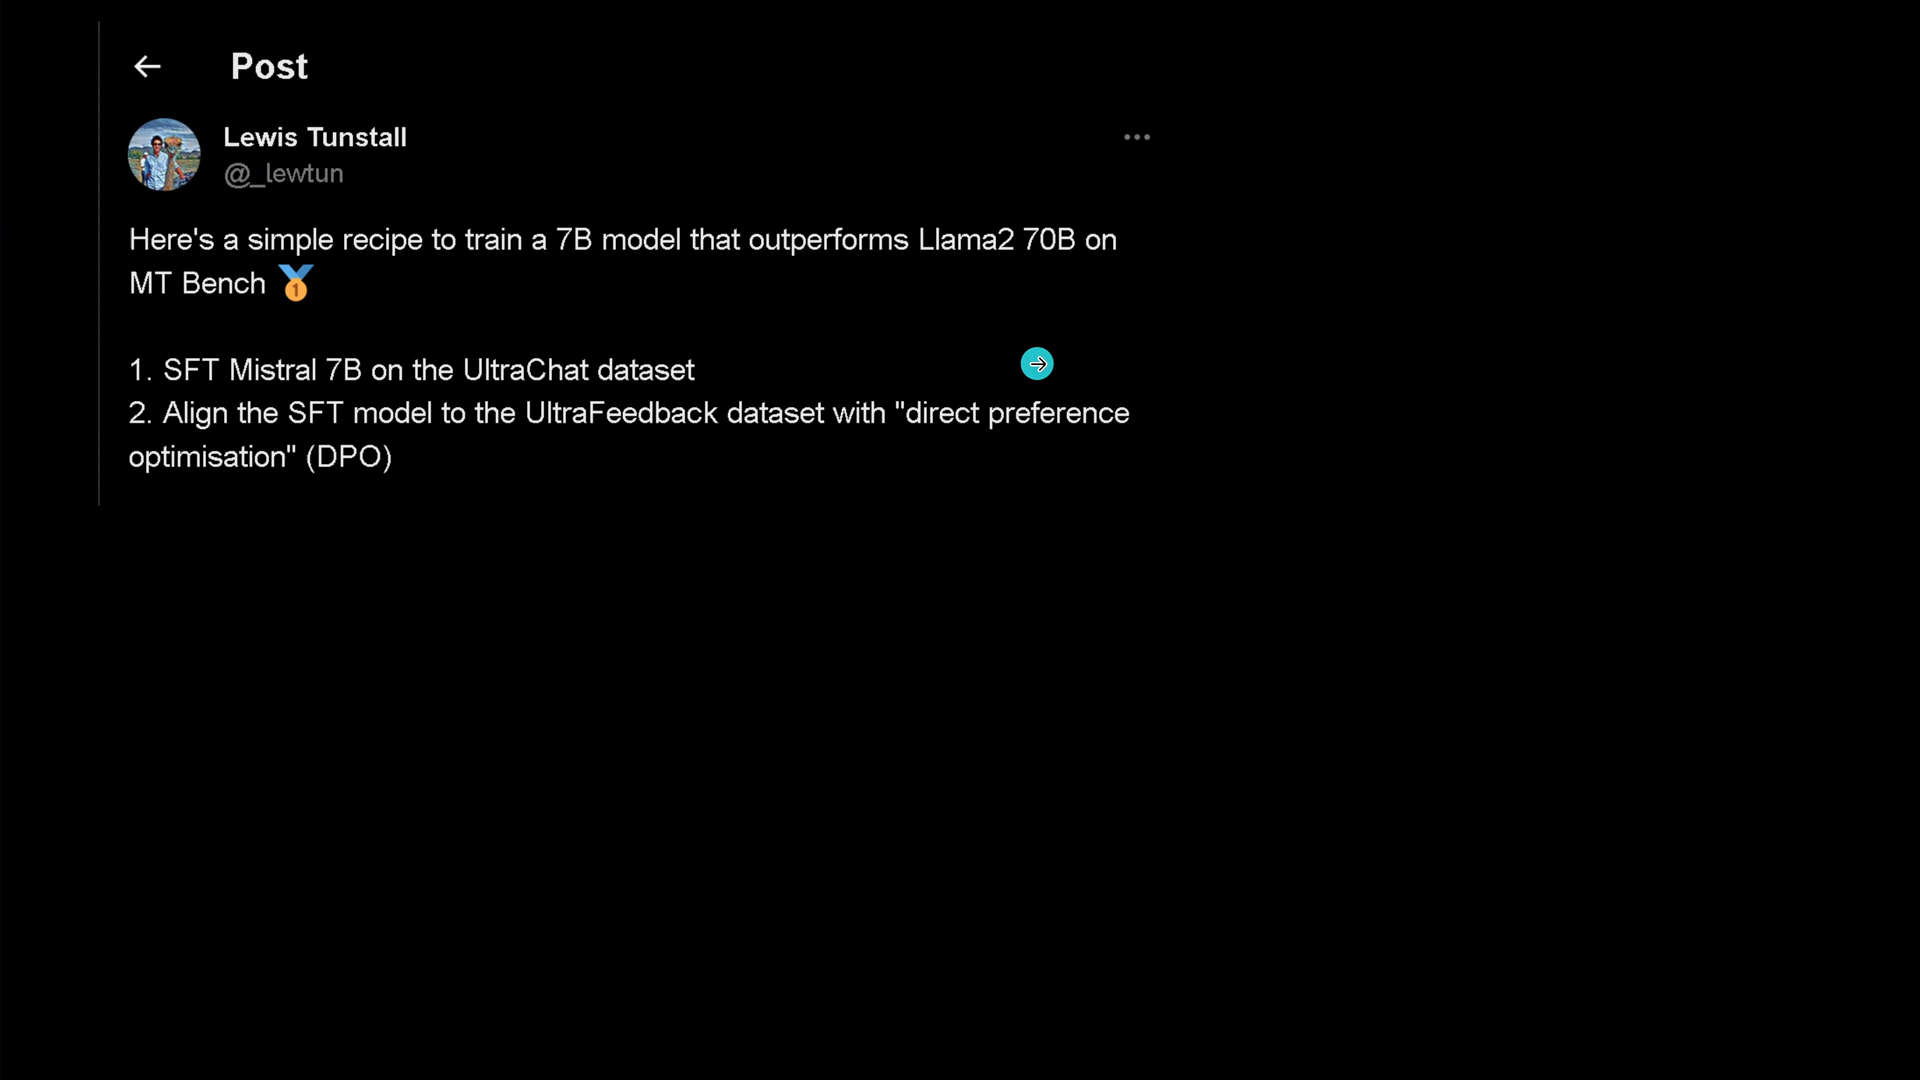 Post
Lewis Tunstall
@_lewtun
Here's a simple recipe to train a 7B model that outperforms Llama2 70B on
MT Bench 🥇
1. SFT Mistral 7B on the UltraChat dataset
2. Align the SFT model to the UltraFeedback dataset with "direct preference
optimisation" (DPO)